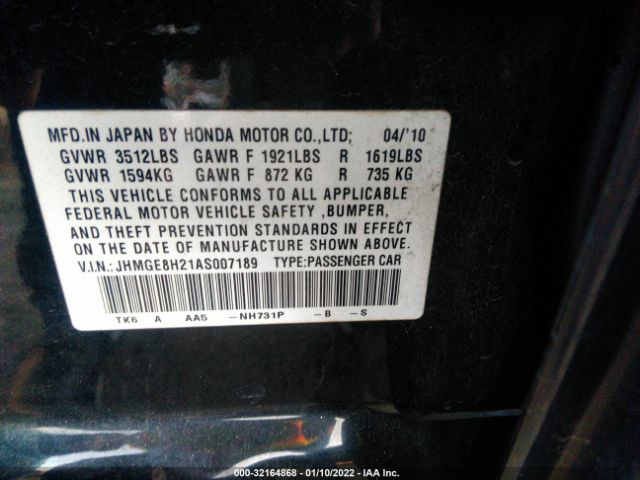 MFD.IN JAPAN BY HONDA MOTOR CO.,LTD; 04/'10
GVWR 3512LBS GAWR F 1921LBS R 1619LBS
GVWR 1594KG GAWR F 872 KG R 735 KG
THIS VEHICLE CONFORMS TO ALL APPLICABLE
FEDERAL MOTOR VEHICLE SAFETY ,BUMPER,
AND THEFT PREVENTION STANDARDS IN EFFECT
ON THE DATE OF MANUFACTURE SHOWN ABOVE.
V.I.N.: JHMGE8H21AS007189 TYPE:PASSENGER CAR
TK6 A AA5 -NH731P -B -S
000-32164868 - 01/10/2022 - IAA Inc.